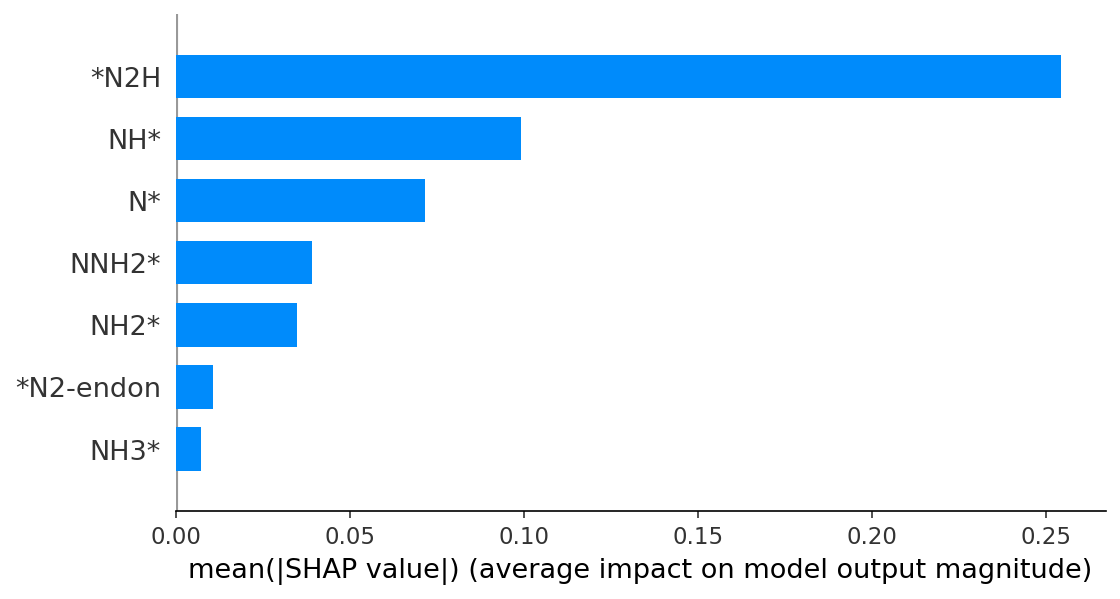 *N2H
NH*
N*
NNH2*
NH2*
*N2-endon
NH3*
0.00 0.05 0.10 0.15 0.20 0.25
mean(|SHAP value|) (average impact on model output magnitude)